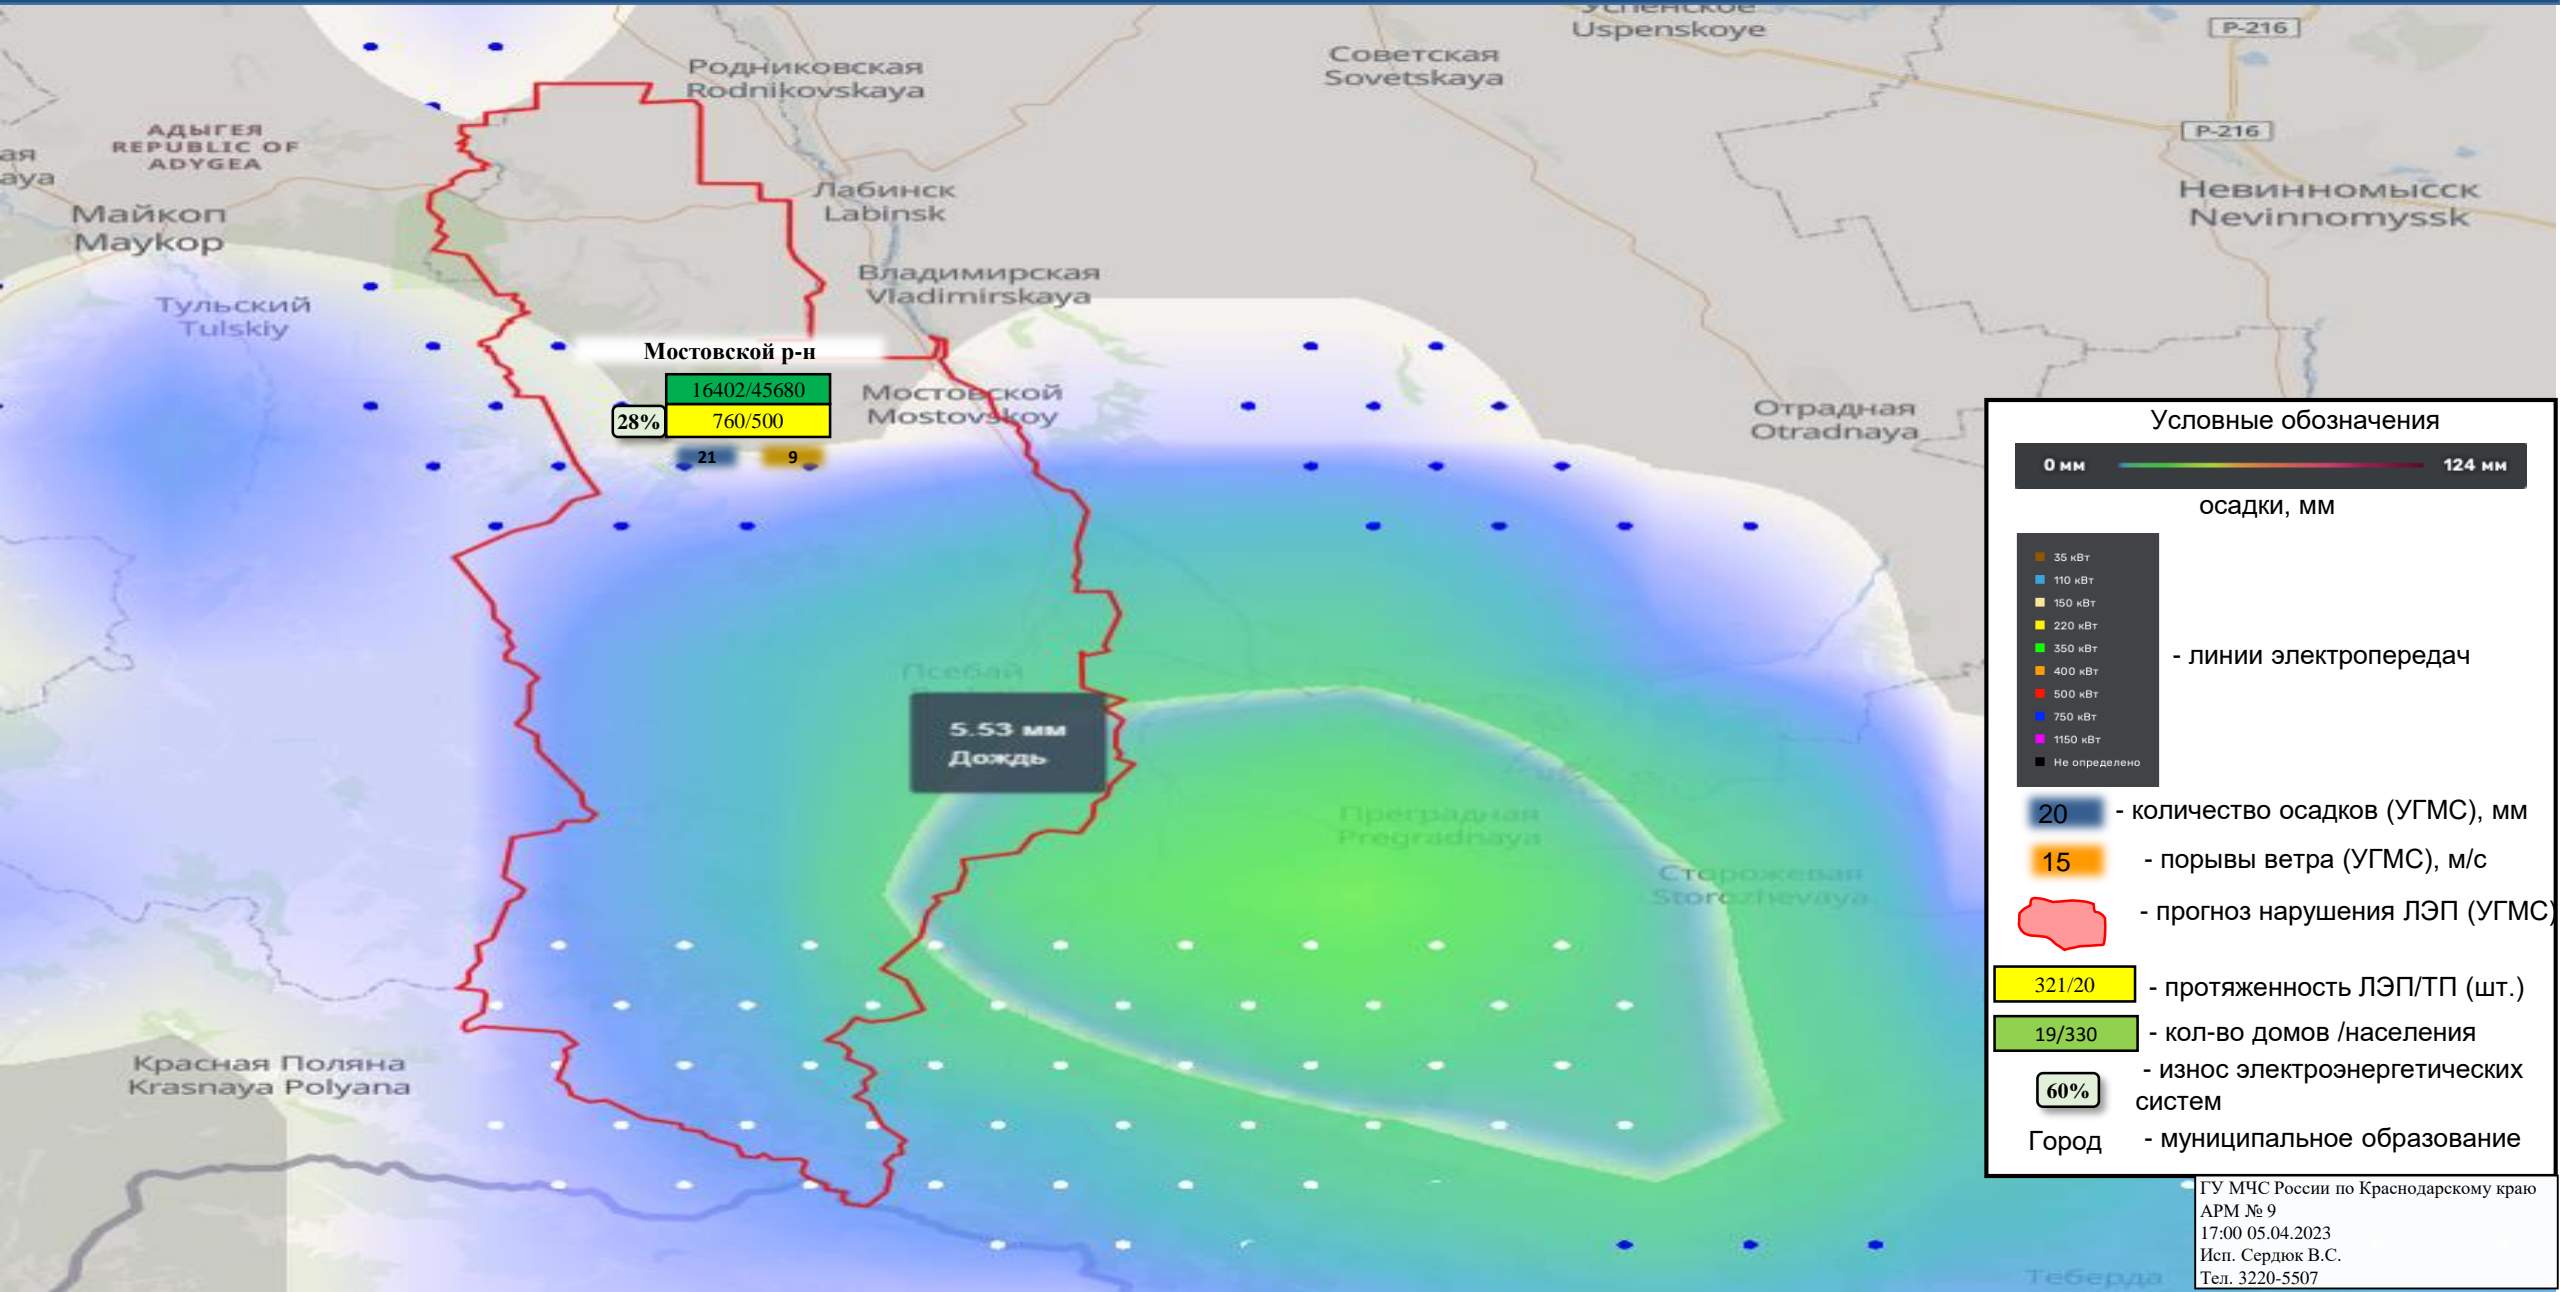 Успенское
Uspenskoye
Р-216
Советская
Sovetskaya
Родниковская
Rodnikovskaya
АДЫГЕЯ
REPUBLIC OF
ADYGEA
ая
aya
Р-216
Лабинск
Labinsk
Невинномысск
Nevinnomyssk
Майкоп
Maykop
Владимирская
Vladimirskaya
Тульский
Tulskiy
Мостовской р-н
16402/45680
28%
760/500
21
9
Мостовской
Mostovskoy
Отрадная
Otradnaya
Псебай
5.53 мм
Дождь
Преградная
Pregradnaya
Сторожевая
Storozhevaya
Красная Поляна
Krasnaya Polyana
Теберда
Условные обозначения
0 мм
124 мм
осадки, мм
35 кВт
110 кВт
150 кВт
220 кВт
350 кВт
400 кВт
500 кВт
750 кВт
1150 кВт
Не определено
- линии электропередач
20 - количество осадков (УГМС), мм
15 - порывы ветра (УГМС), м/с
- прогноз нарушения ЛЭП (УГМС)
321/20 - протяженность ЛЭП/ТП (шт.)
19/330 - кол-во домов /населения
60% - износ электроэнергетических
систем
Город - муниципальное образование
ГУ МЧС России по Краснодарскому краю
АРМ № 9
17:00 05.04.2023
Исп. Сердюк В.С.
Тел. 3220-5507